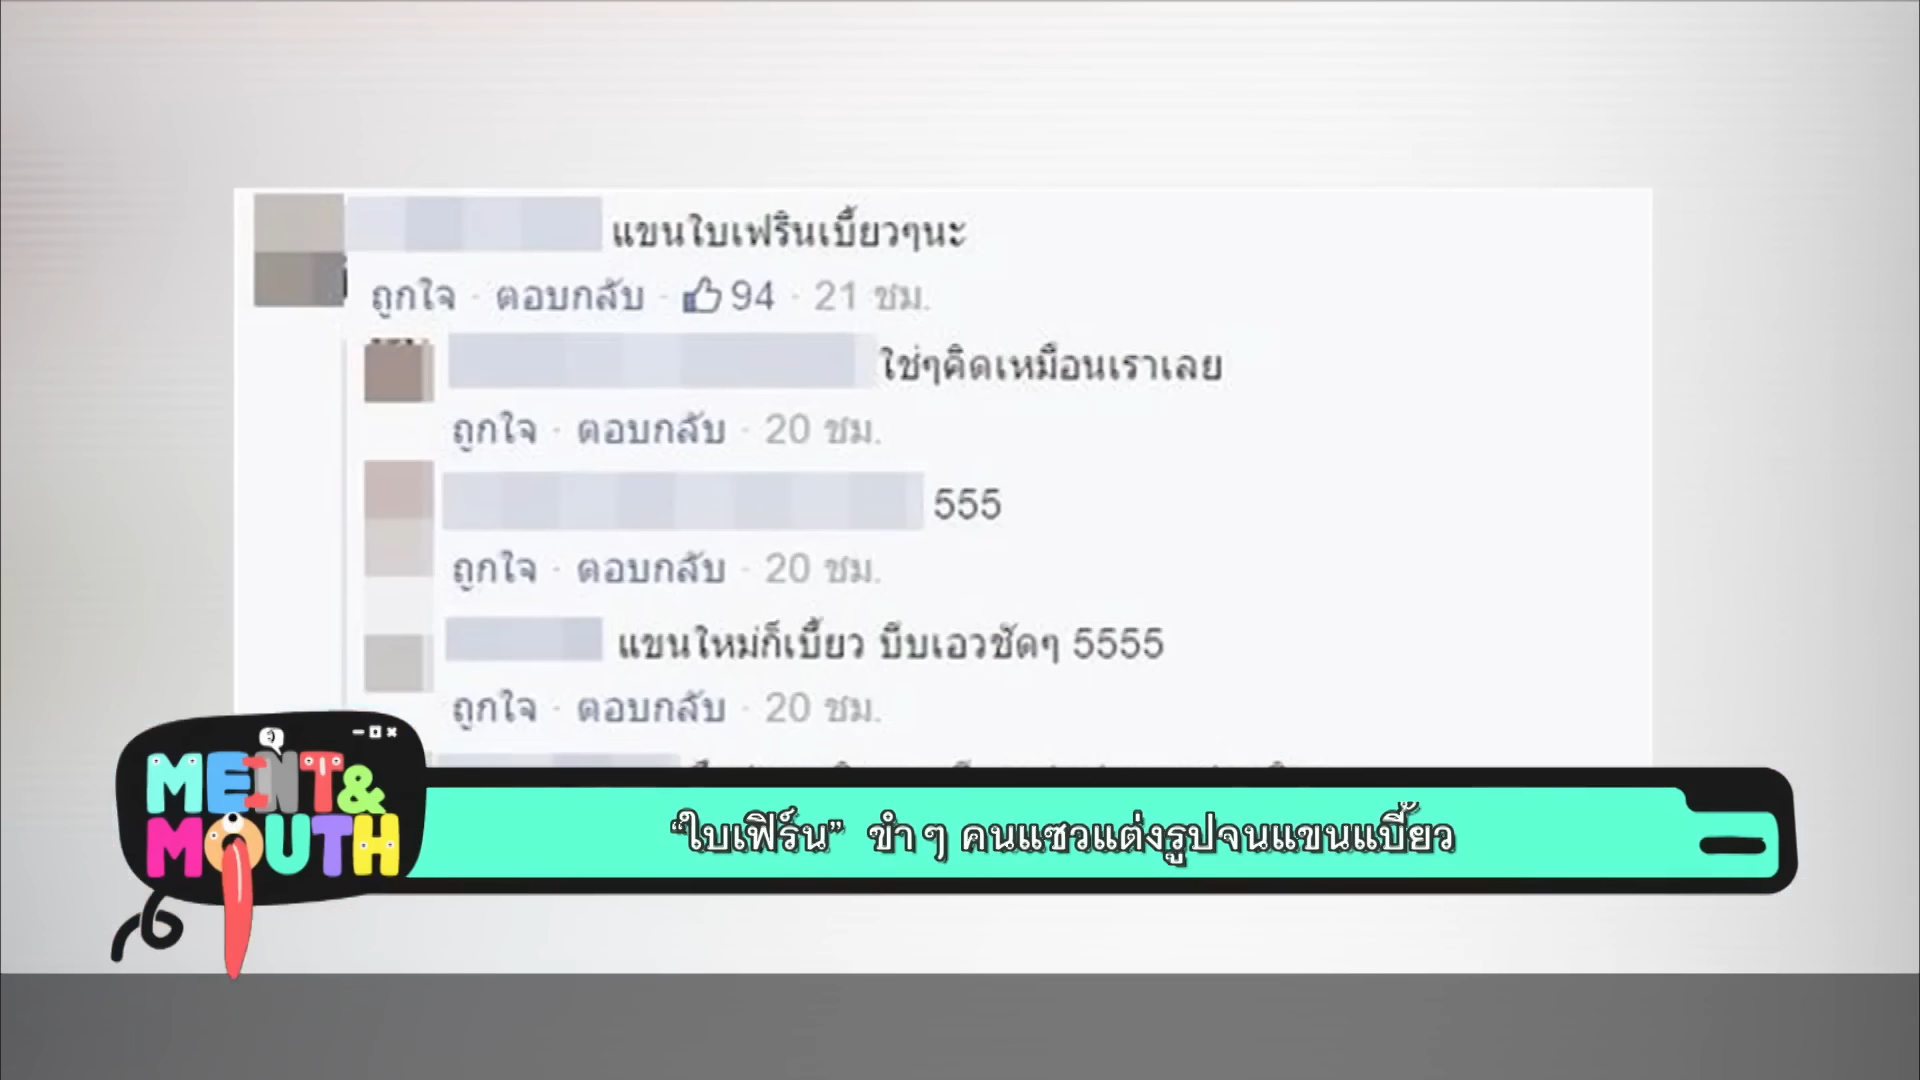 แขนใบเฟรินเบี้ยวๆนะ
ถูกใจ · ตอบกลับ · 94 · 21 ชม.
ใช่ๆคิดเหมือนเราเลย
ถูกใจ · ตอบกลับ · 20 ชม.
555
ถูกใจ · ตอบกลับ · 20 ชม.
แขนใหม่ก็เบี้ยว บีบเอวชัดๆ 5555
ถูกใจ · ตอบกลับ · 20 ชม.
MENT &
MOUTH
“ใบเฟิร์น” ขำๆ คนแซวแต่งรูปจนแขนแบี้ยว